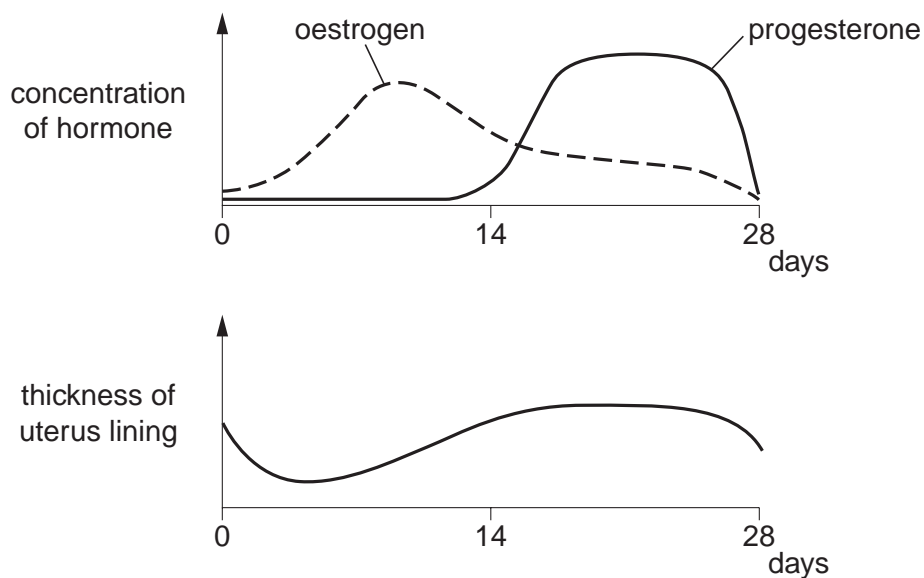 oestrogen
progesterone
concentration
of hormone
0
14
28
days
thickness of
uterus lining
0
14
28
days